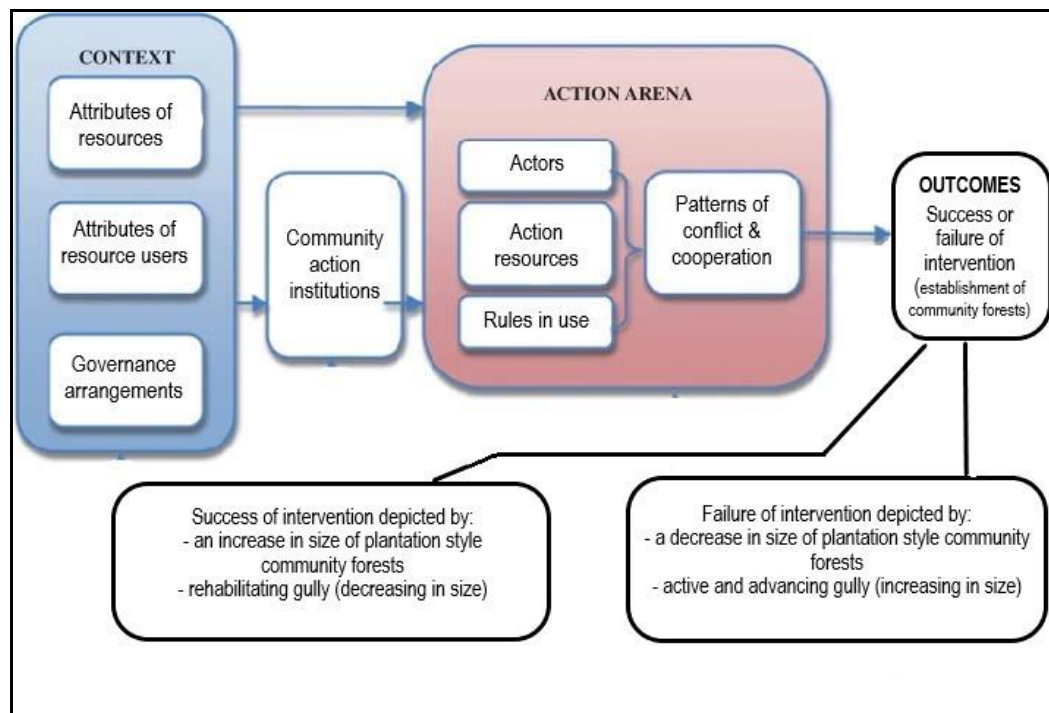 CONTEXT
Attributes of
resources
Attributes of
resource users
Governance
arrangements
Community
action
institutions
ACTION ARENA
Actors
Action
resources
Rules in use
Patterns of
conflict &
cooperation
OUTCOMES
Success or
failure of
intervention
(establishment of
community forests)
Success of intervention depicted by:
- an increase in size of plantation style
community forests
- rehabilitating gully (decreasing in size)
Failure of intervention depicted by:
- a decrease in size of plantation style community
forests
- active and advancing gully (increasing in size)